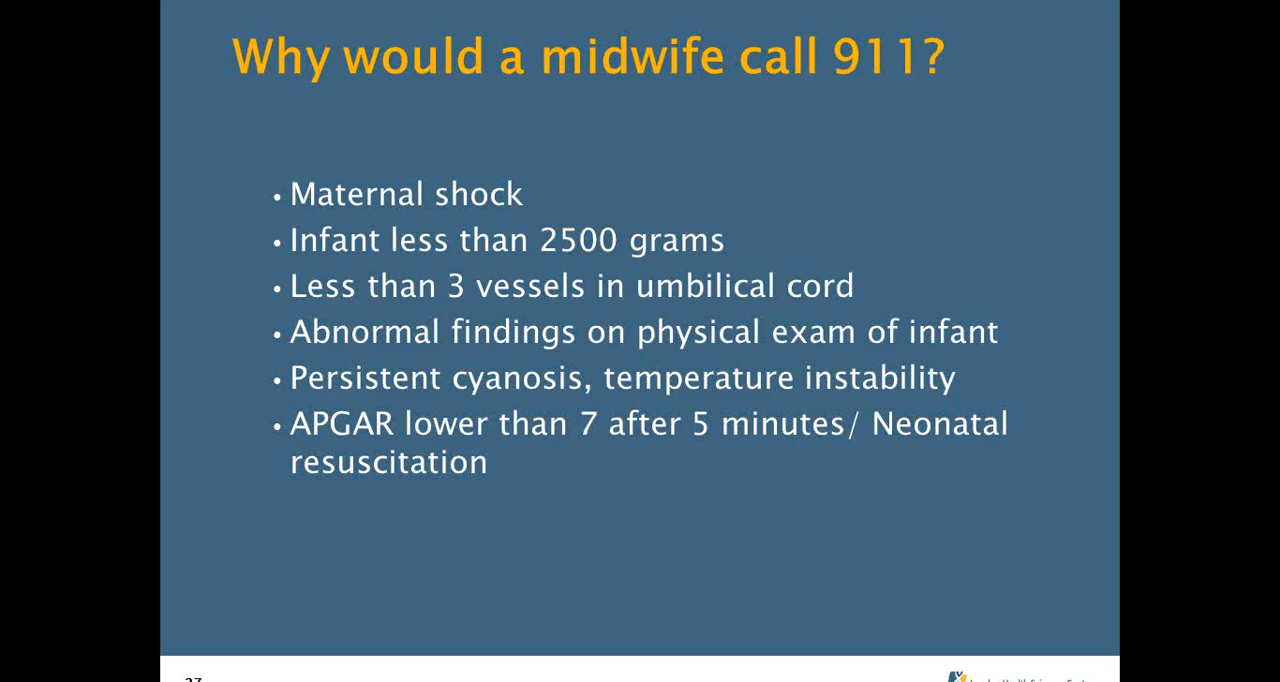 Why would a midwife call 911?
• Maternal shock
• Infant less than 2500 grams
• Less than 3 vessels in umbilical cord
• Abnormal findings on physical exam of infant
• Persistent cyanosis, temperature instability
• APGAR lower than 7 after 5 minutes/ Neonatal
resuscitation